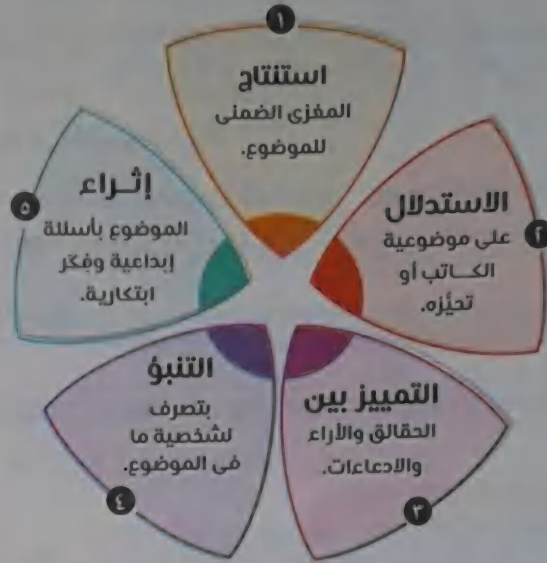 ١
استنتاج
المغزى الضمنى
للموضوع.
٢
الاستدلال
على موضوعية
الكاتب أو
تحيُّزه.
٣
التمييز بين
الحقائق والآراء
والادعاءات.
٤
التنبؤ
بتصرف
لشخصية ما
فى الموضوع.
٥
إثراء
الموضوع بأسئلة
إبداعية وفِكَر
ابتكارية.